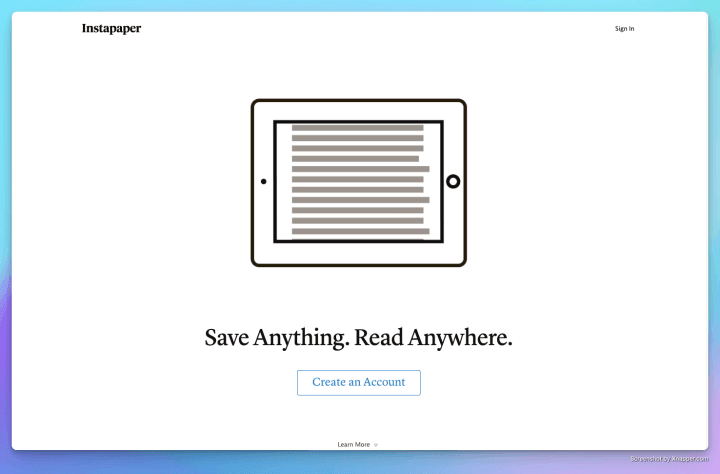 Instapaper
Sign In
Save Anything. Read Anywhere.
Create an Account
Learn More
Screenshot by Xnapper.com